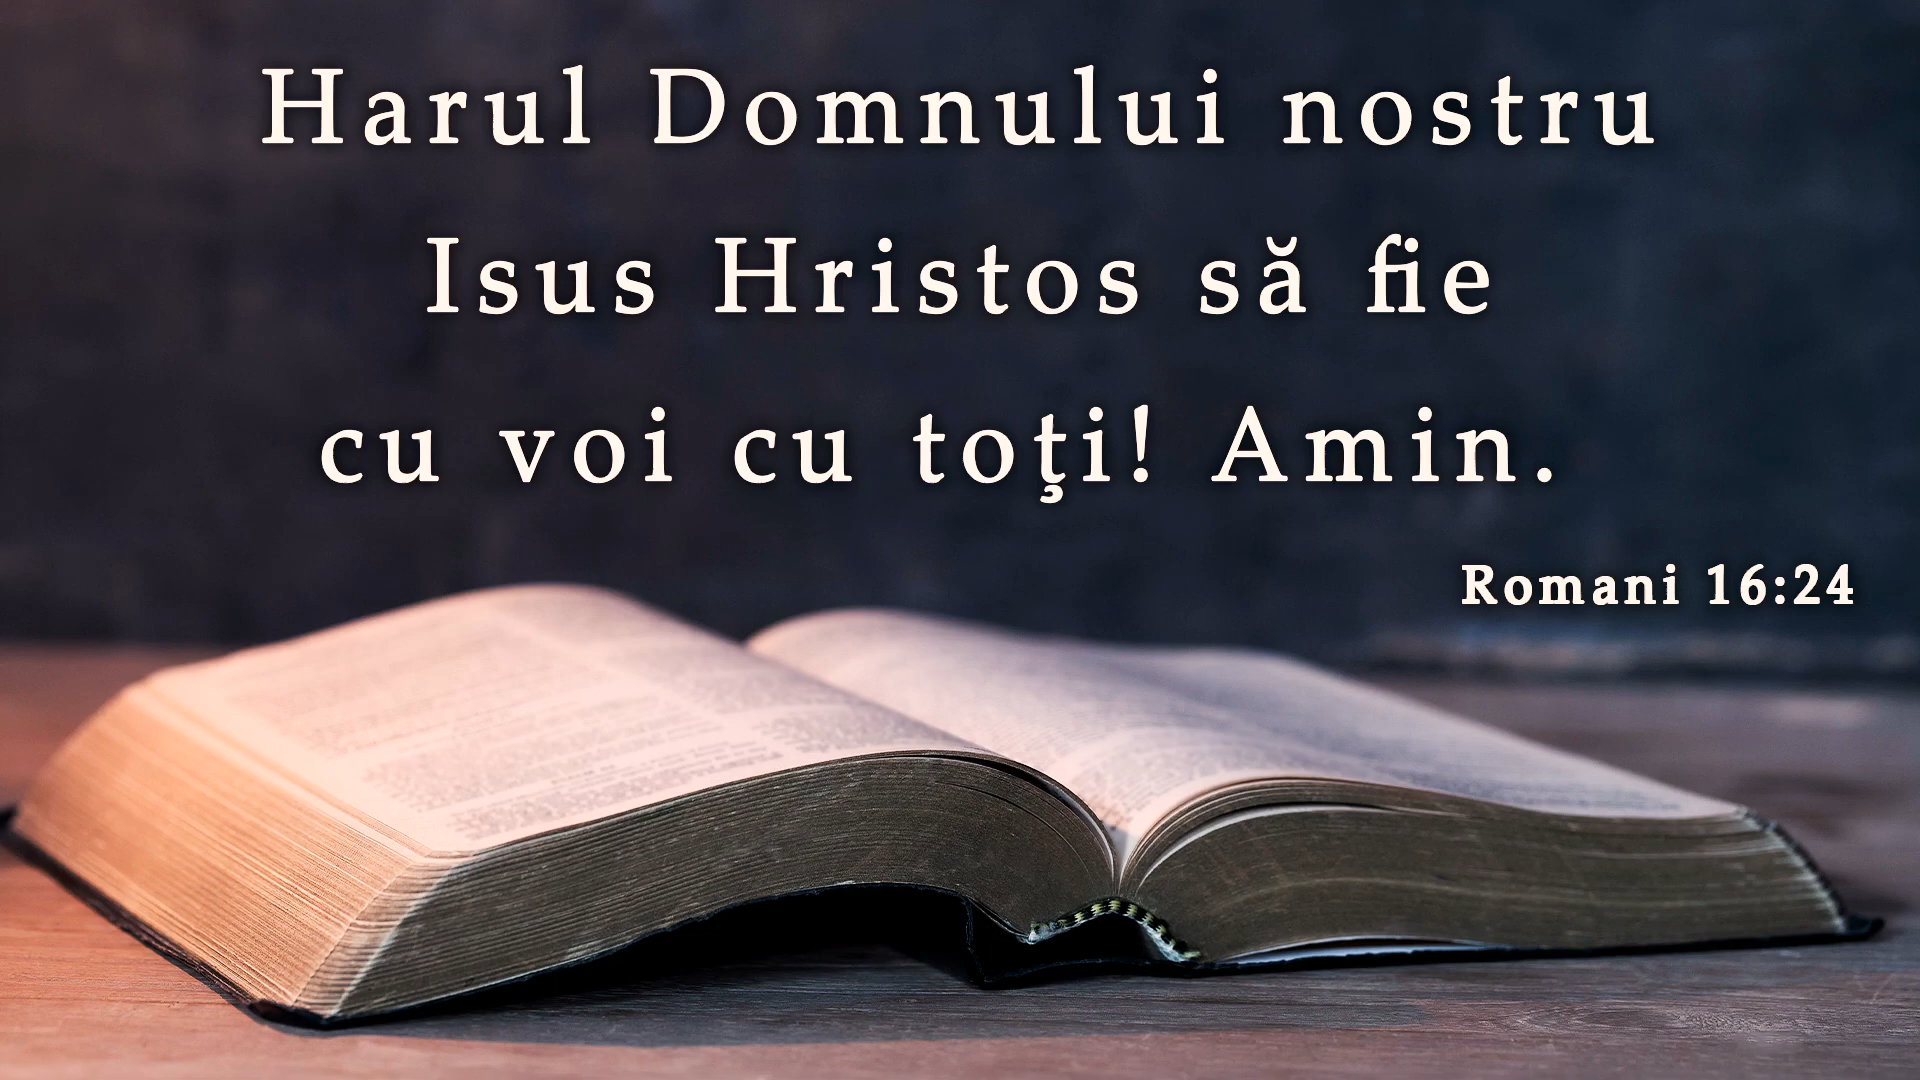 Harul Domnului nostru
Isus Hristos să fie
cu voi cu toţi! Amin.
Romani 16:24